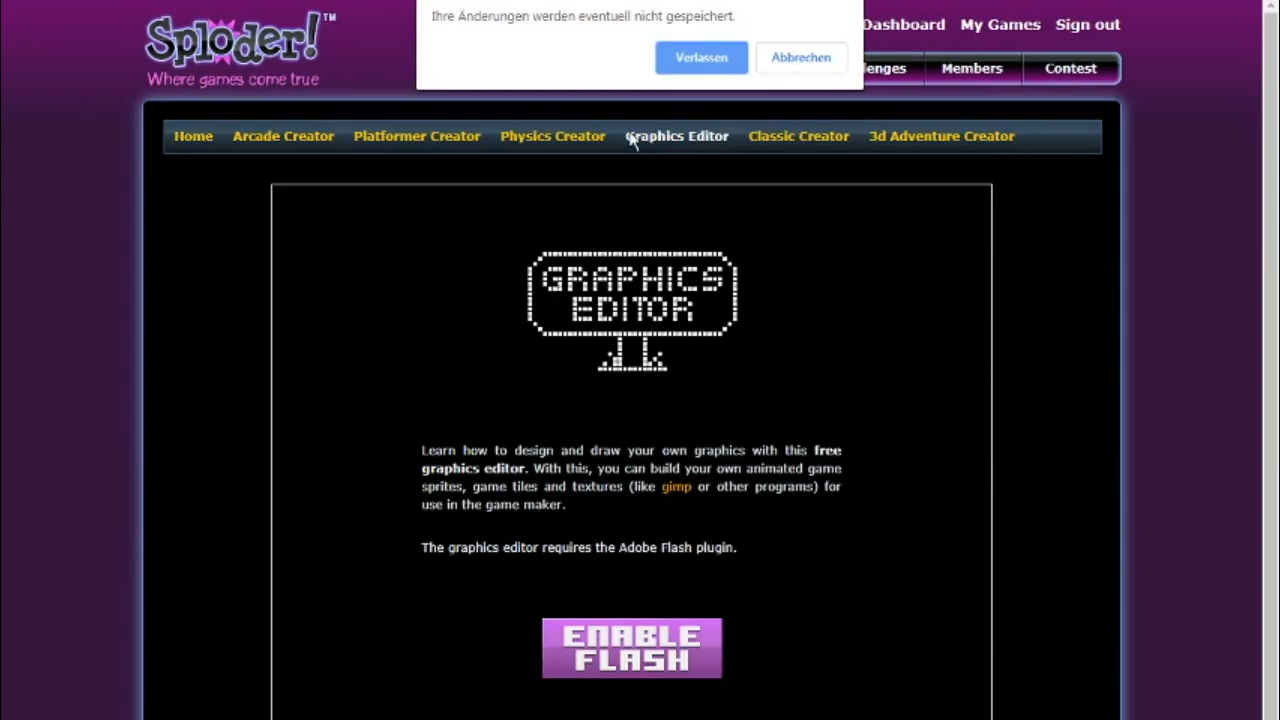 Sploder!™
Where games come true
Ihre Änderungen werden eventuell nicht gespeichert.
Verlassen
Abbrechen
Dashboard
My Games
Sign out
Members
Contest
Home
Arcade Creator
Platformer Creator
Physics Creator
Graphics Editor
Classic Creator
3d Adventure Creator
GRAPHICS
EDITOR
Learn how to design and draw your own graphics with this free
graphics editor. With this, you can build your own animated game
sprites, game tiles and textures (like gimp or other programs) for
use in the game maker.
The graphics editor requires the Adobe Flash plugin.
ENABLE
FLASH